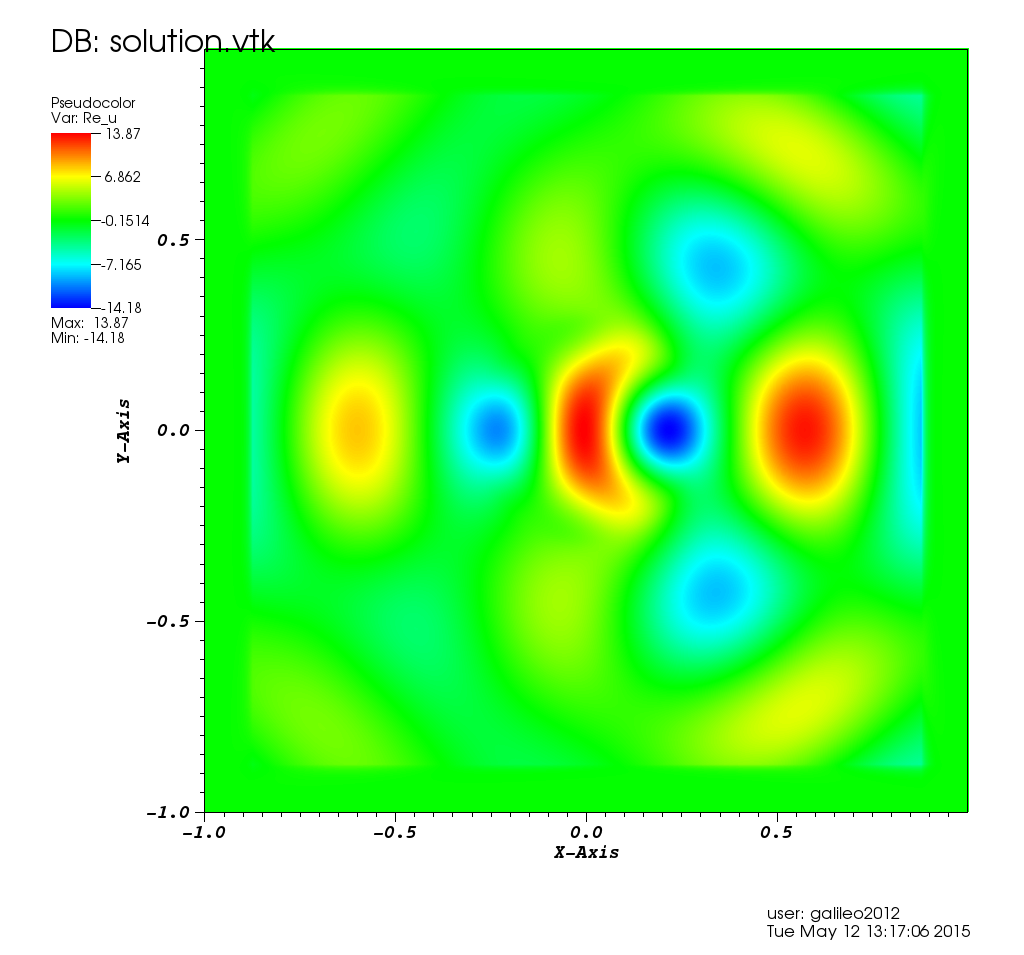 DB: solution.vtk
Pseudocolor
Var: Re_u
13.87
6.862
-0.1514
-7.165
-14.18
Max: 13.87
Min: -14.18
0.5
0.0
-0.5
-1.0
Y-Axis
-1.0 -0.5 0.0 0.5
X-Axis
user: galileo2012
Tue May 12 13:17:06 2015